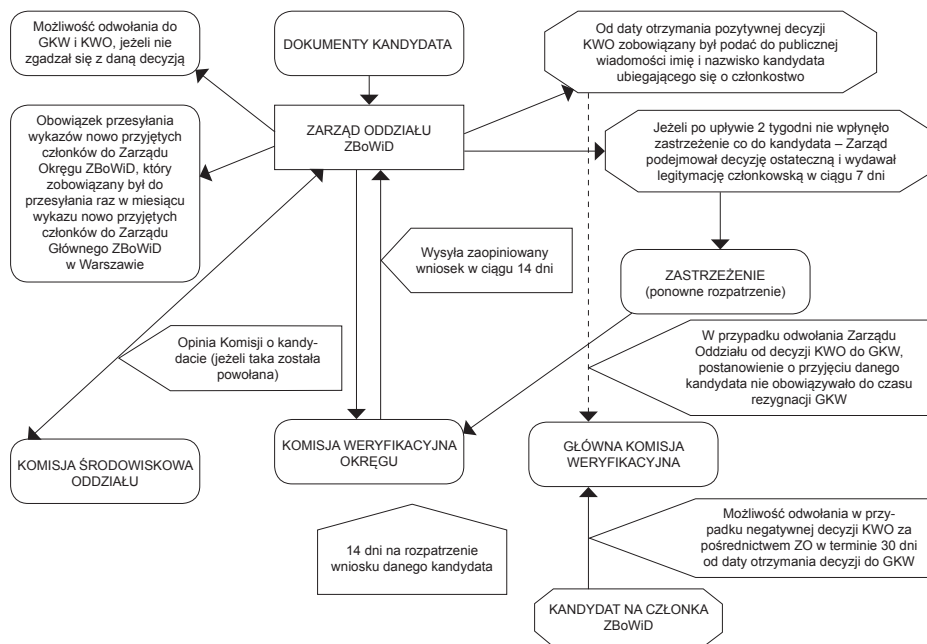 Możliwość odwołania do
GKW i KWO, jeżeli nie
zgadzał się z daną decyzją
DOKUMENTY KANDYDATA
Od daty otrzymania pozytywnej decyzji
KWO zobowiązany był podać do publicznej
wiadomości imię i nazwisko kandydata
ubiegającego się o członkostwo
Obowiązek przesyłania
wykazów nowo przyjętych
członków do Zarządu
Okręgu ZBoWiD, który
zobowiązany był do
przesyłania raz w miesiącu
wykazu nowo przyjętych
członków do Zarządu
Głównego ZBoWiD
w Warszawie
ZARZĄD ODDZIAŁU
ZBoWiD
Jeżeli po upływie 2 tygodni nie wpłynęło
zastrzeżenie co do kandydata – Zarząd
podejmował decyzję ostateczną i wydawał
legitymację członkowską w ciągu 7 dni
Wysyła zaopiniowany
wniosek w ciągu 14 dni
ZASTRZEŻENIE
(ponowne rozpatrzenie)
Opinia Komisji o kandy-
dacie (jeżeli taka została
powołana)
W przypadku odwołania Zarządu
Oddziału od decyzji KWO do GKW,
postanowienie o przyjęciu danego
kandydata nie obowiązywało do czasu
rezygnacji GKW
KOMISJA ŚRODOWISKOWA
ODDZIAŁU
KOMISJA WERYFIKACYJNA
OKRĘGU
GŁÓWNA KOMISJA
WERYFIKACYJNA
14 dni na rozpatrzenie
wniosku danego kandydata
Możliwość odwołania w przy-
padku negatywnej decyzji KWO za
pośrednictwem ZO w terminie 30 dni
od daty otrzymania decyzji do GKW
KANDYDAT NA CZŁONKA
ZBoWiD